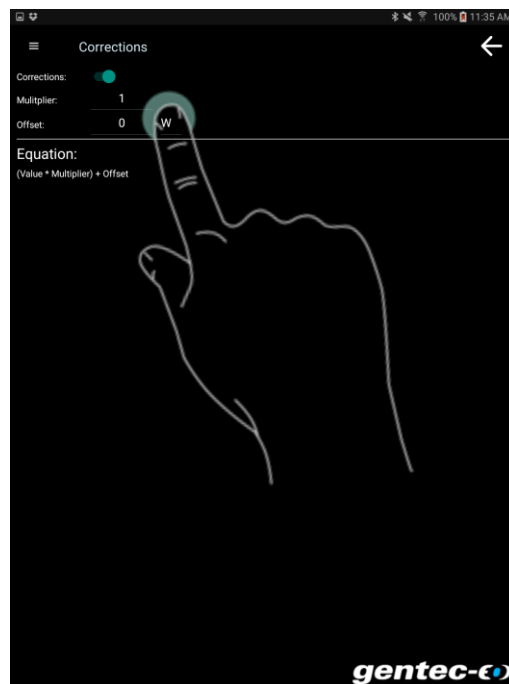 100% 11:35 AM
Corrections
Corrections:
Mulitplier: 1
Offset: 0 W
Equation:
(Value * Multiplier) + Offset
gentec-eo